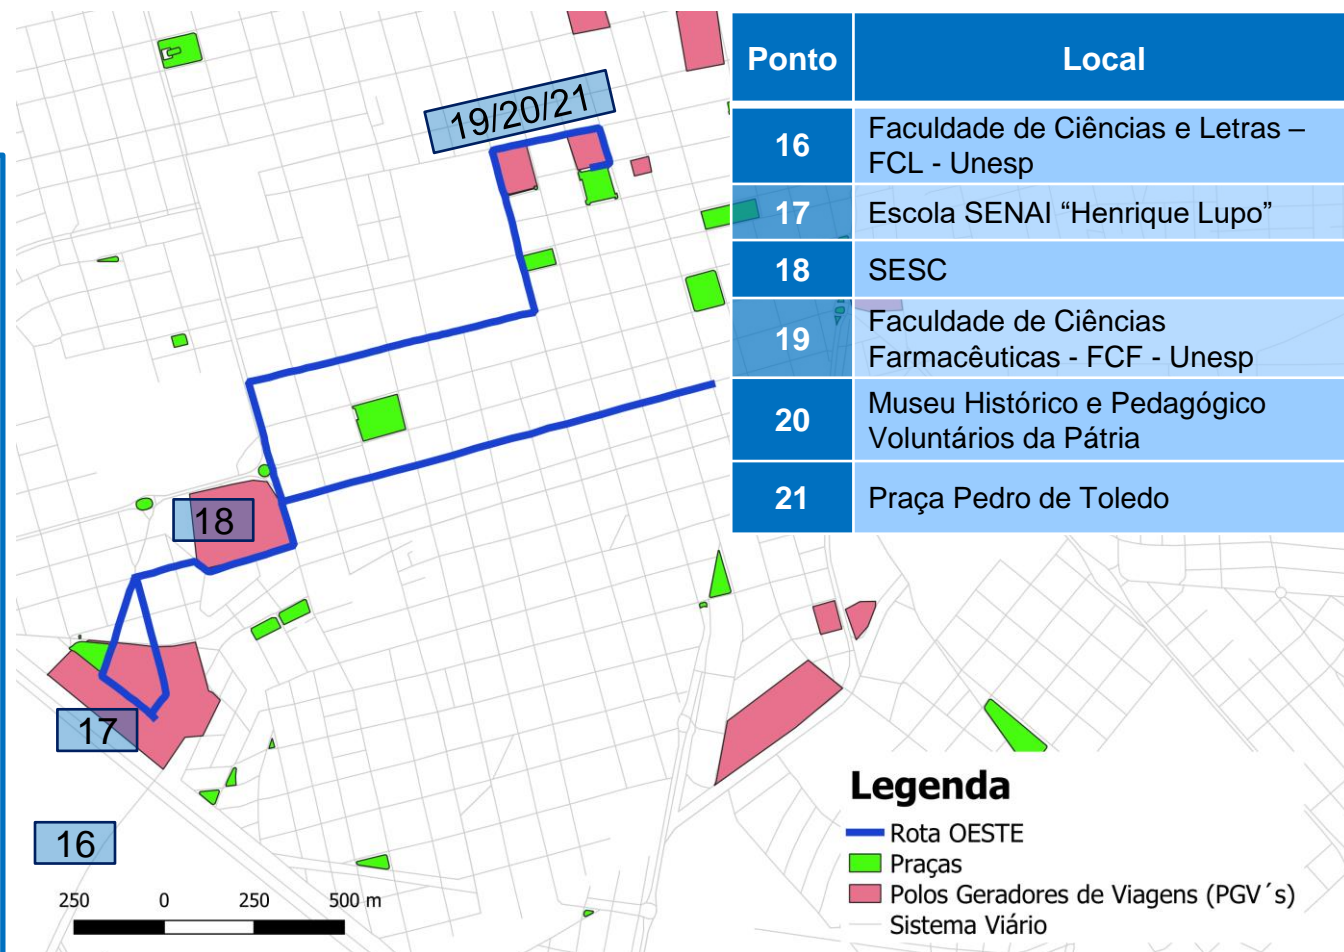 19/20/21
18
17
16
250 0 250 500 m
Ponto Local
16 Faculdade de Ciências e Letras –
FCL - Unesp
17 Escola SENAI “Henrique Lupo”
18 SESC
19 Faculdade de Ciências
Farmacêuticas - FCF - Unesp
20 Museu Histórico e Pedagógico
Voluntários da Pátria
21 Praça Pedro de Toledo
Legenda
Rota OESTE
Praças
Polos Geradores de Viagens (PGV´s)
Sistema Viário